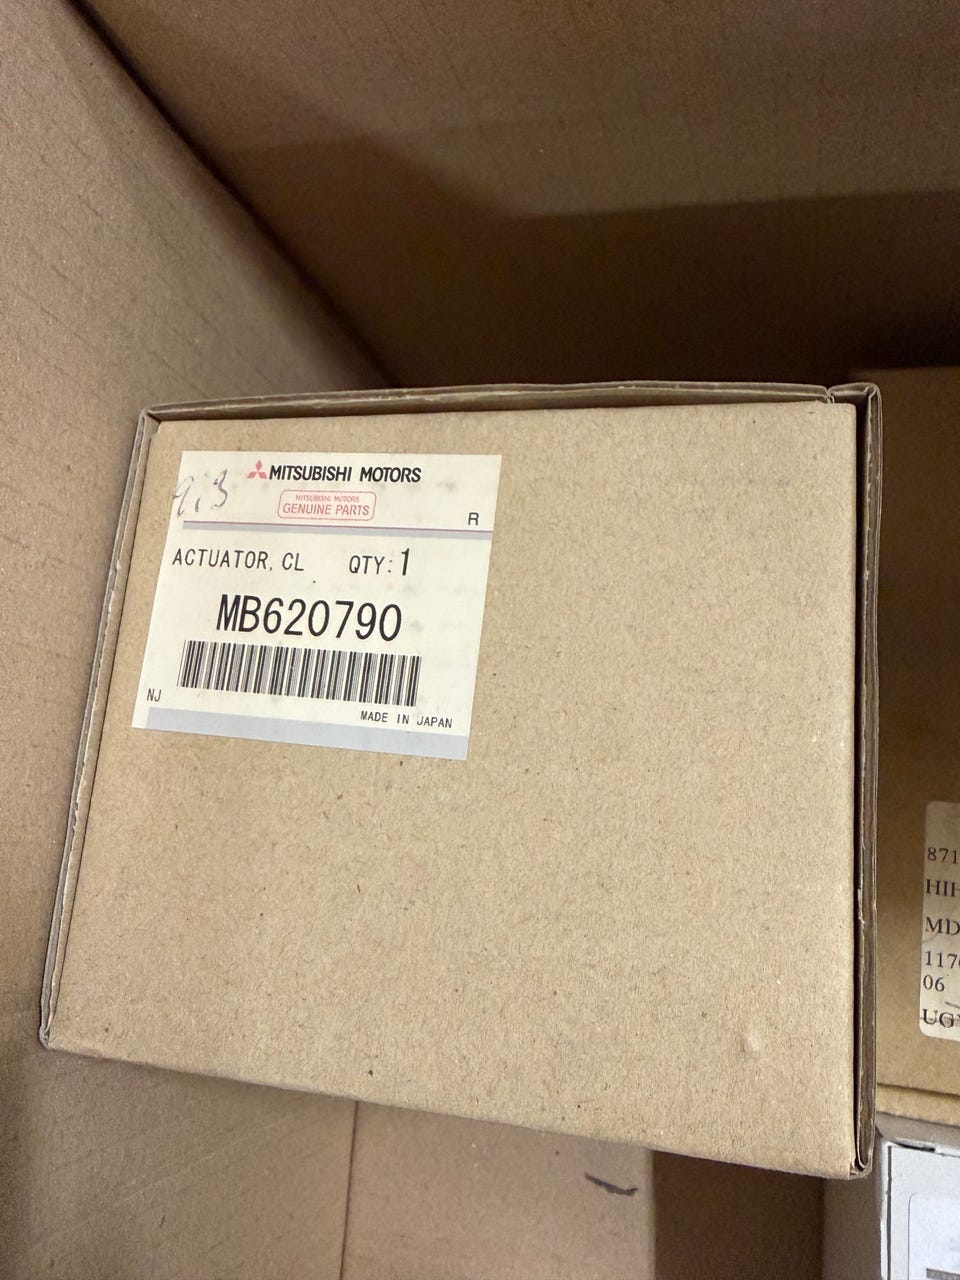 MITSUBISHI MOTORS
9.3
MITSUBISHI MOTORS
GENUINE PARTS
R
ACTUATOR, CL QTY:1
MB620790
NJ
MADE IN JAPAN
871
MD
06